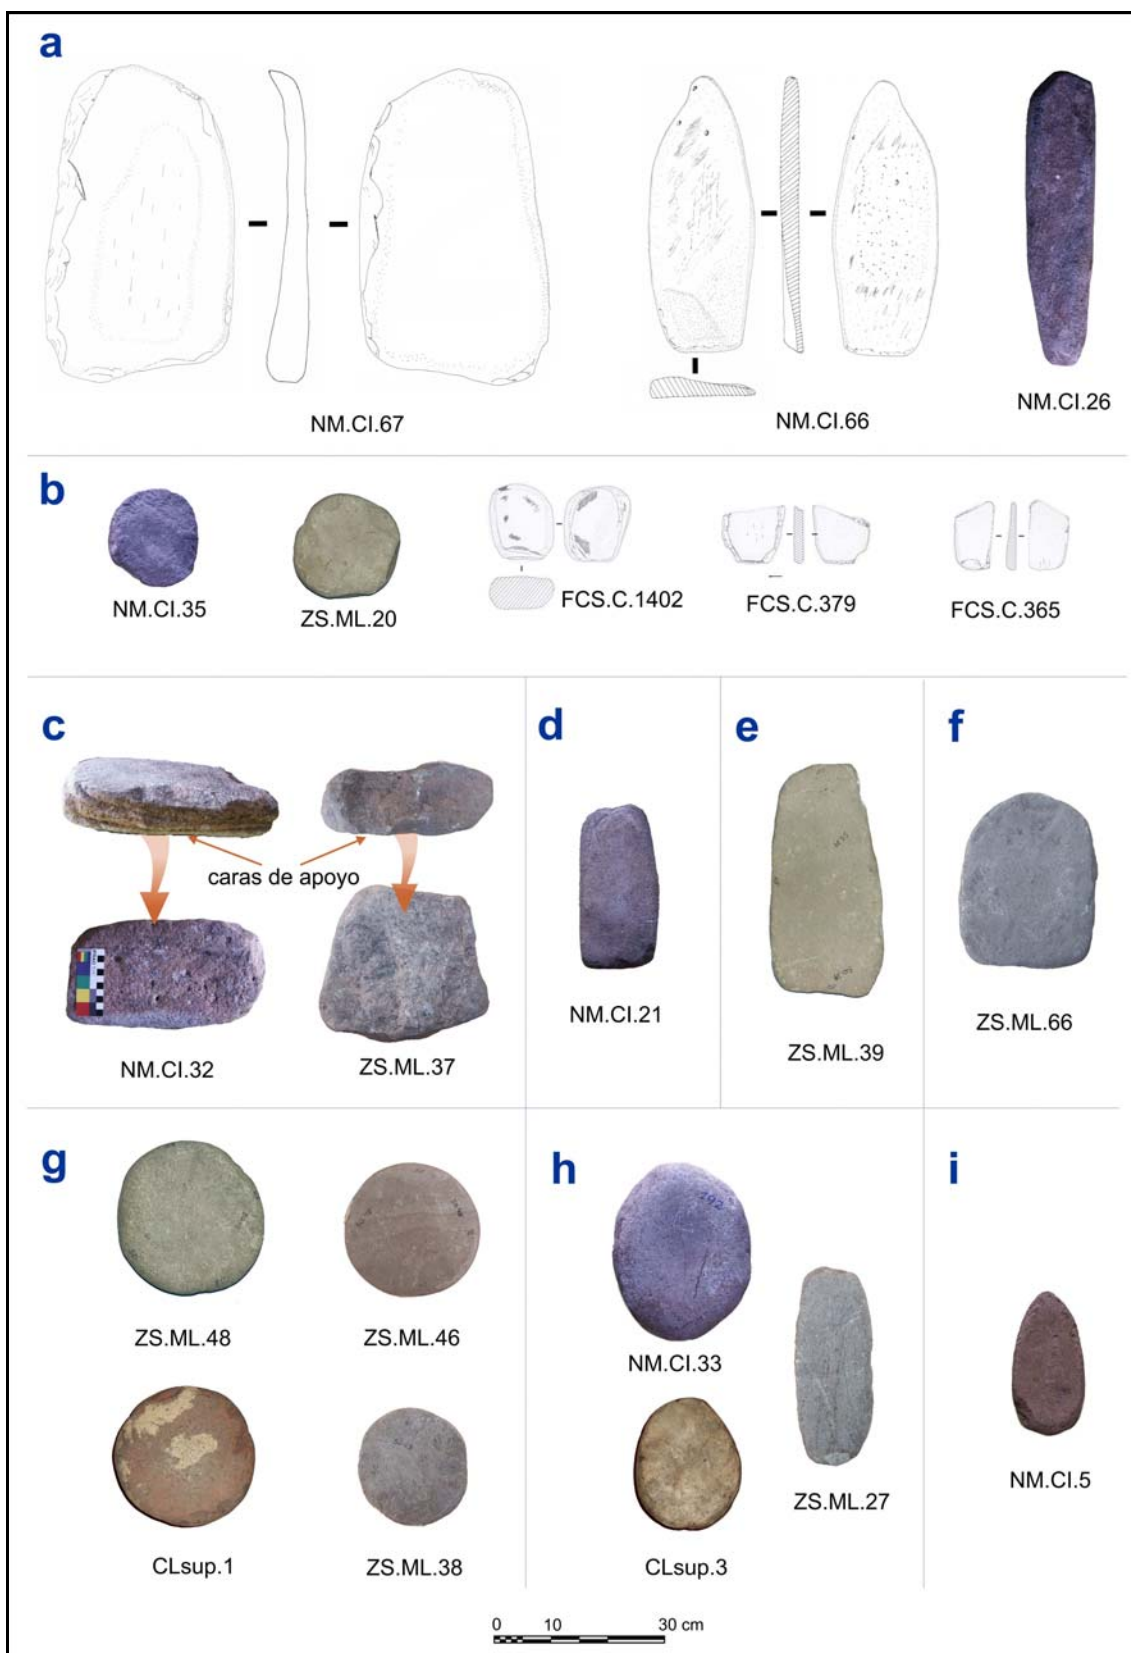 a
NM.CI.67
NM.CI.66
NM.CI.26
b
NM.CI.35
ZS.ML.20
FCS.C.1402
FCS.C.379
FCS.C.365
c
caras de apoyo
NM.CI.32
ZS.ML.37
d
NM.CI.21
e
ZS.ML.39
f
ZS.ML.66
g
ZS.ML.48
ZS.ML.46
CLsup.1
ZS.ML.38
h
292
NM.CI.33
ZS.ML.27
CLsup.3
i
NM.CI.5
0 10 30 cm